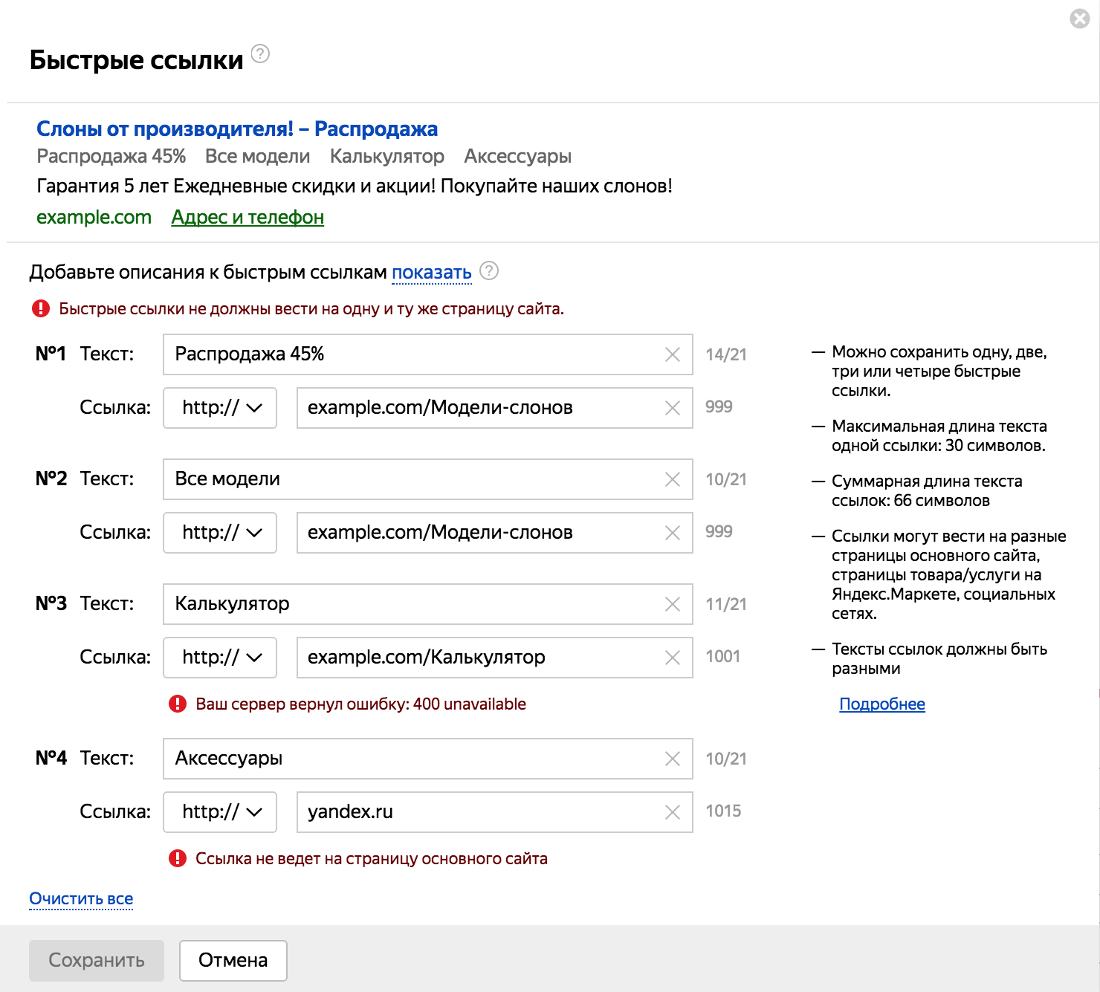 Быстрые ссылки ?
Слоны от производителя! – Распродажа
Распродажа 45% Все модели Калькулятор Аксессуары
Гарантия 5 лет Ежедневные скидки и акции! Покупайте наших слонов!
example.com Адрес и телефон
Добавьте описания к быстрым ссылкам показать ?
! Быстрые ссылки не должны вести на одну и ту же страницу сайта.
№1 Текст: Распродажа 45% 14/21
Ссылка: http:// example.com/Модели-слонов 999
№2 Текст: Все модели 10/21
Ссылка: http:// example.com/Модели-слонов 999
№3 Текст: Калькулятор 11/21
Ссылка: http:// example.com/Калькулятор 1001
! Ваш сервер вернул ошибку: 400 unavailable
№4 Текст: Аксессуары 10/21
Ссылка: http:// yandex.ru 1015
! Ссылка не ведет на страницу основного сайта
— Можно сохранить одну, две,
три или четыре быстрые
ссылки.
— Максимальная длина текста
одной ссылки: 30 символов.
— Суммарная длина текста
ссылок: 66 символов
— Ссылки могут вести на разные
страницы основного сайта,
страницы товара/услуги на
Яндекс.Маркете, социальных
сетях.
— Тексты ссылок должны быть
разными
Подробнее
Очистить все
Сохранить Отмена